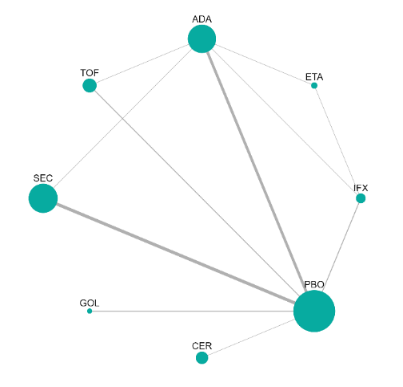 ADA
TOF
ETA
SEC
IFX
PBO
GOL
CER